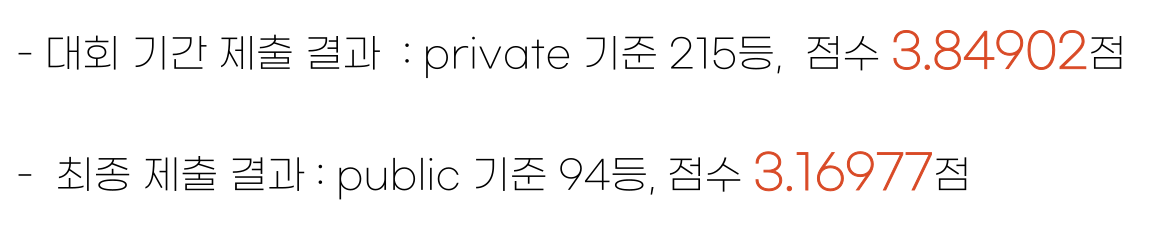 - 대회 기간 제출 결과 : private 기준 215등, 점수 3.84902점
- 최종 제출 결과 : public 기준 94등, 점수 3.16977점